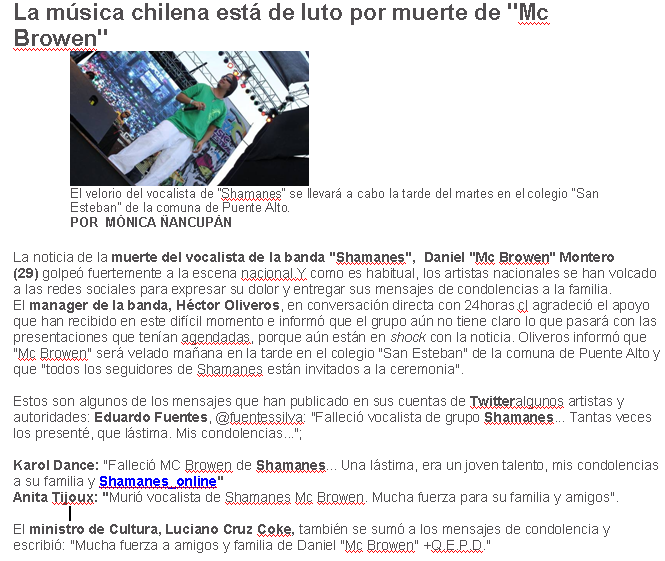 La música chilena está de luto por muerte de "Mc
Browen"
El velorio del vocalista de "Shamanes" se llevará a cabo la tarde del martes en el colegio "San
Esteban" de la comuna de Puente Alto.
POR MÓNICA ÑANCUPÁN
La noticia de la muerte del vocalista de la banda "Shamanes", Daniel "Mc Browen" Montero
(29) golpeó fuertemente a la escena nacional.Y como es habitual, los artistas nacionales se han volcado
a las redes sociales para expresar su dolor y entregar sus mensajes de condolencias a la familia.
El manager de la banda, Héctor Oliveros, en conversación directa con 24horas.cl agradeció el apoyo
que han recibido en este difícil momento e informó que el grupo aún no tiene claro lo que pasará con las
presentaciones que tenían agendadas, porque aún están en shock con la noticia. Oliveros informó que
"Mc Browen" será velado mañana en la tarde en el colegio "San Esteban" de la comuna de Puente Alto y
que "todos los seguidores de Shamanes están invitados a la ceremonia".
Estos son algunos de los mensajes que han publicado en sus cuentas de Twitteralgunos artistas y
autoridades: Eduardo Fuentes, @fuentessilva: "Falleció vocalista de grupo Shamanes... Tantas veces
los presenté, que lástima. Mis condolencias...";
Karol Dance: "Falleció MC Browen de Shamanes... Una lástima, era un joven talento, mis condolencias
a su familia y Shamanes_online"
Anita Tijoux: "Murió vocalista de Shamanes Mc Browen. Mucha fuerza para su familia y amigos".
El ministro de Cultura, Luciano Cruz Coke, también se sumó a los mensajes de condolencia y
escribió: "Mucha fuerza a amigos y familia de Daniel "Mc Browen" +Q.E.P.D."